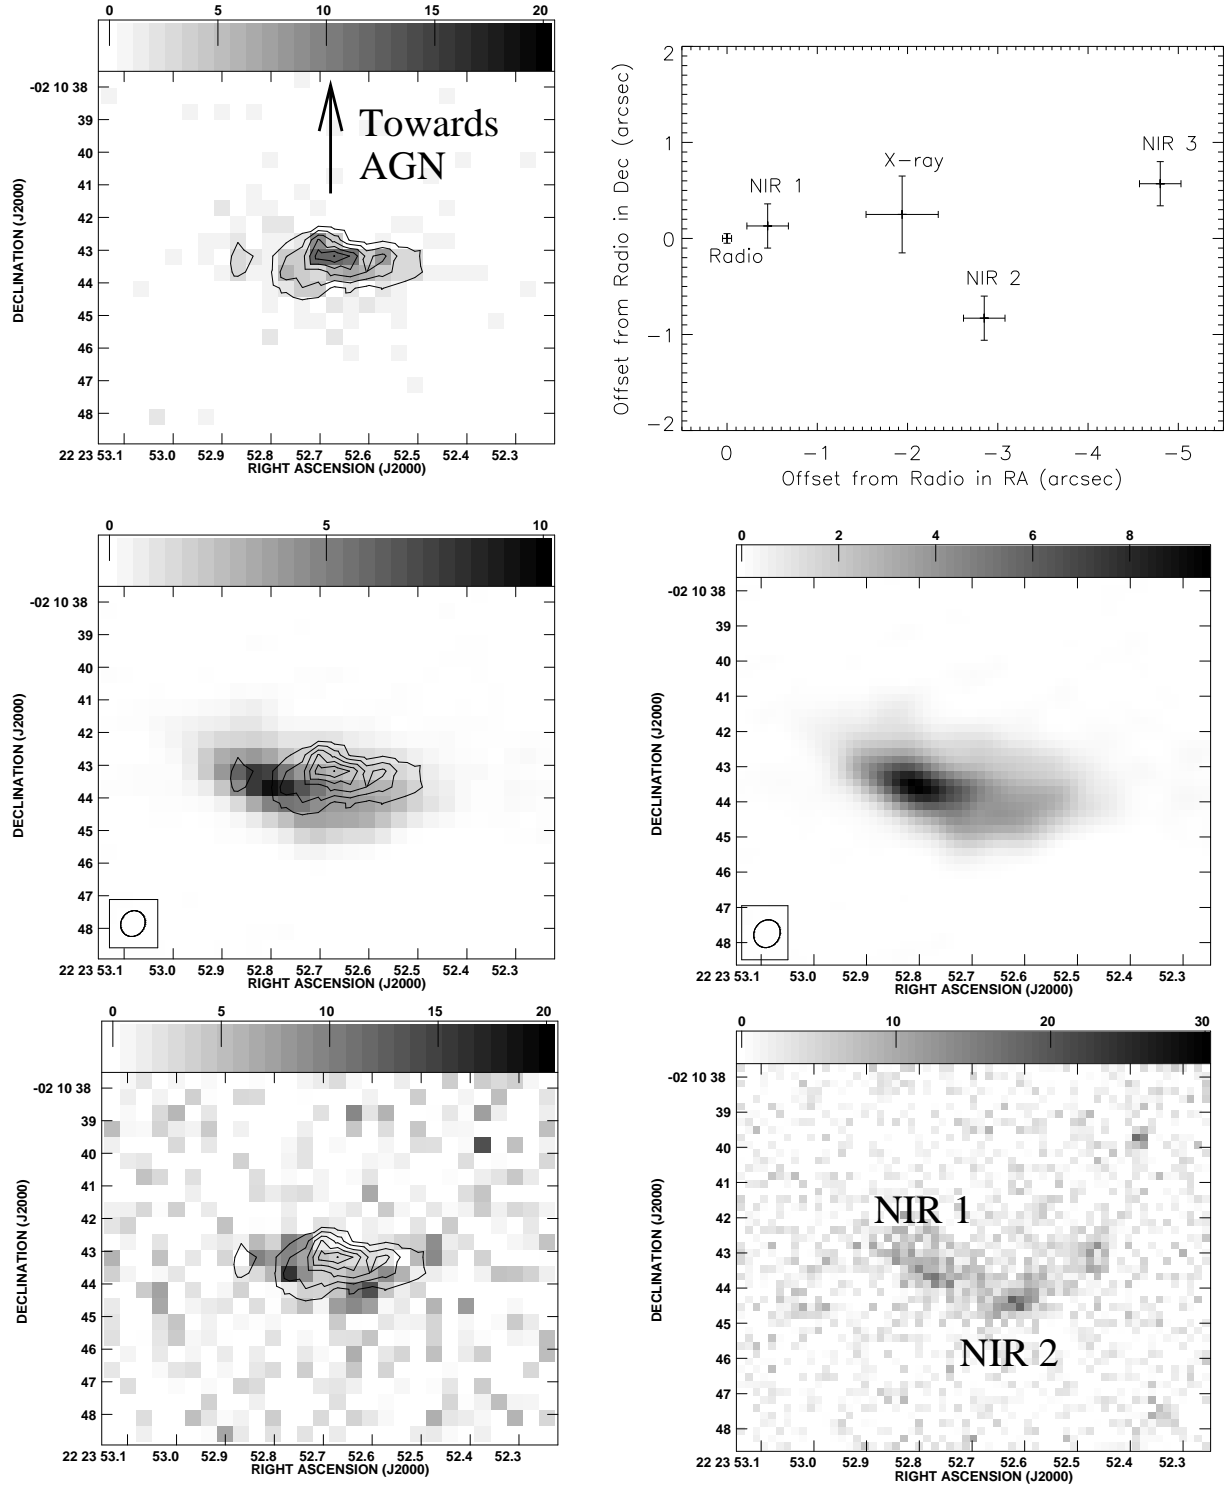 0 5 10 15 20
-02 10 38
39
40
41
42
43
44
45
46
47
48
DECLINATION (J2000)
Towards
AGN
22 23 53.1 53.0 52.9 52.8 52.7 52.6 52.5 52.4 52.3
RIGHT ASCENSION (J2000)
2
1
0
-1
-2
Offset from Radio in Dec (arcsec)
NIR 3
X-ray
NIR 1
Radio
NIR 2
0 -1 -2 -3 -4 -5
Offset from Radio in RA (arcsec)
0 5 10
-02 10 38
39
40
41
42
43
44
45
46
47
48
DECLINATION (J2000)
22 23 53.1 53.0 52.9 52.8 52.7 52.6 52.5 52.4 52.3
RIGHT ASCENSION (J2000)
0 2 4 6 8
-02 10 38
39
40
41
42
43
44
45
46
47
48
DECLINATION (J2000)
22 23 53.1 53.0 52.9 52.8 52.7 52.6 52.5 52.4 52.3
RIGHT ASCENSION (J2000)
0 5 10 15 20
-02 10 38
39
40
41
42
43
44
45
46
47
48
DECLINATION (J2000)
22 23 53.1 53.0 52.9 52.8 52.7 52.6 52.5 52.4 52.3
RIGHT ASCENSION (J2000)
0 10 20 30
-02 10 38
39
40
41
42
43
44
45
46
47
48
DECLINATION (J2000)
NIR 1
NIR 2
22 23 53.1 53.0 52.9 52.8 52.7 52.6 52.5 52.4 52.3
RIGHT ASCENSION (J2000)